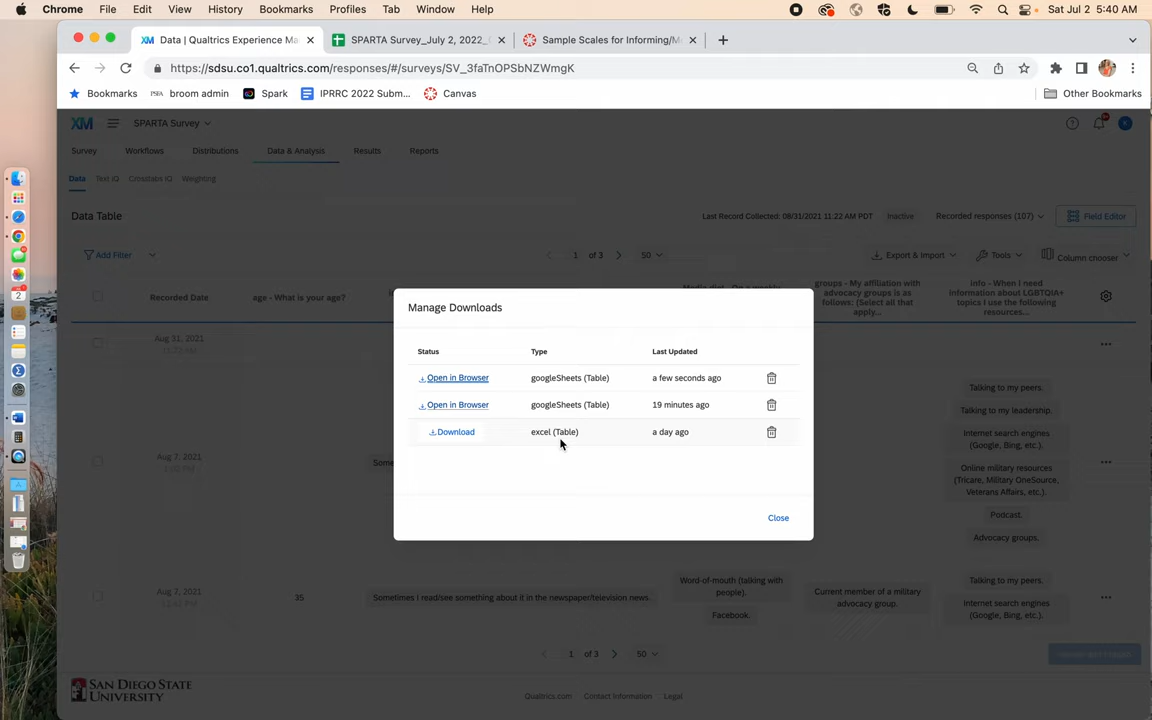 Chrome File Edit View History Bookmarks Profiles Tab Window Help Sat Jul 2 5:40 AM
XM Data | Qualtrics Experience Ma SPARTA Survey_July 2, 2022_ Sample Scales for Informing/M
https://sdsu.co1.qualtrics.com/responses/#/surveys/SV_3faTnOPSbNZWmgK
Bookmarks PSEA broom admin Spark IPRRC 2022 Subm... Canvas Other Bookmarks
XM SPARTA Survey
Survey Workflows Distributions Data & Analysis Results Reports
Data Text iQ Crosstabs iQ Weighting
Data Table Last Record Collected: 08/31/2021 11:22 AM PDT Inactive Recorded responses (107) Field Editor
Add Filter 1 of 3 50 Export & Import Tools Column chooser
Recorded Date age - What is your age?
groups - My affiliation with
advocacy groups is as
follows: (Select all that
apply...
info - When I need
information about LGBTQIA+
topics I use the following
resources...
Manage Downloads
Status Type Last Updated
Open in Browser googleSheets (Table) a few seconds ago
Open in Browser googleSheets (Table) 19 minutes ago
Download excel (Table) a day ago
Close
Aug 31, 2021
Aug 7, 2021
Some
Talking to my peers.
Talking to my leadership.
Internet search engines
(Google, Bing, etc.).
Online military resources
(Tricare, Military OneSource,
Veterans Affairs, etc.).
Podcast.
Advocacy groups.
Aug 7, 2021
35
Sometimes I read/see something about it in the newspaper/television news.
Word-of-mouth (talking with
people).
Facebook.
Current member of a military
advocacy group.
Talking to my peers.
Internet search engines
(Google, Bing, etc.).
1 of 3 50
SAN DIEGO STATE
UNIVERSITY
Qualtrics.com Contact Information Legal